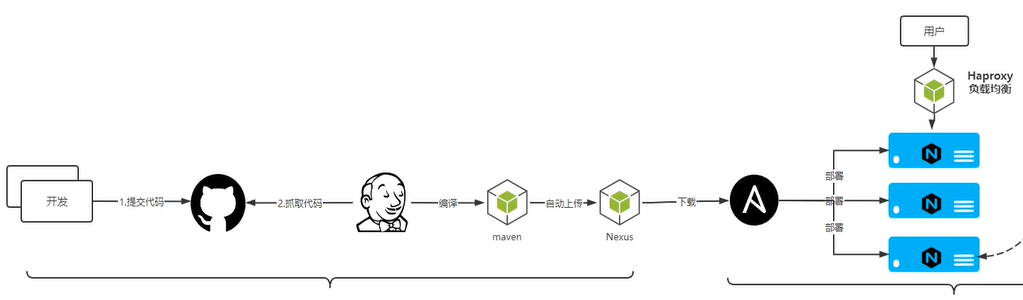 用户
Haproxy
负载均衡
开发
1.提交代码
2.抓取代码
编译
maven
自动上传
Nexus
下载
部署
部署
部署
N
N
N